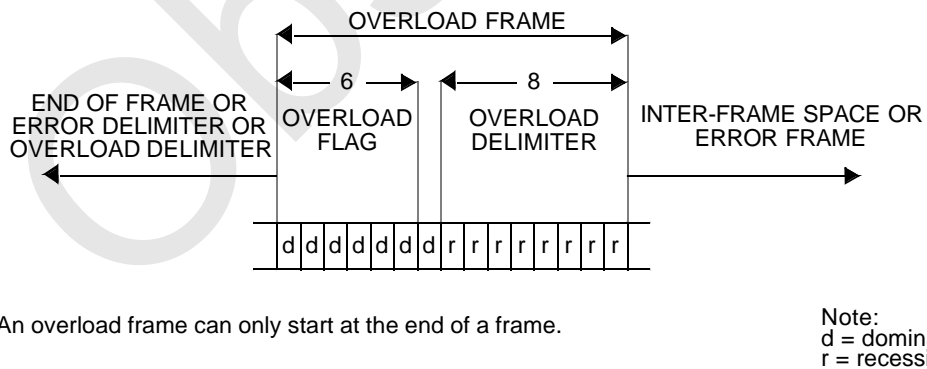 OVERLOAD FRAME
6
8
END OF FRAME OR
ERROR DELIMITER OR
OVERLOAD DELIMITER
OVERLOAD
FLAG
OVERLOAD
DELIMITER
INTER-FRAME SPACE OR
ERROR FRAME
d d d d d d d r r r r r r r r
An overload frame can only start at the end of a frame.
Note:
d = domin
r = recessi